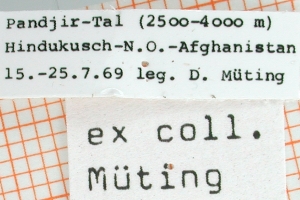 Pandjir-Tal (2500-4000 m)
Hindukusch-N.O.-Afghanistan
15.-25.7.69 leg. D. Müting
ex coll.
Müting